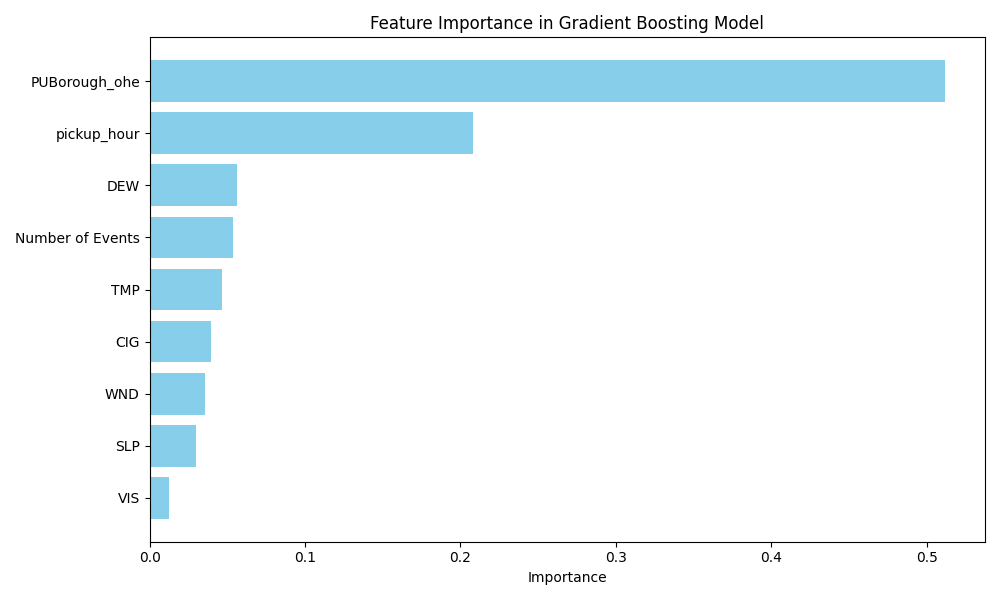 Feature Importance in Gradient Boosting Model
PUBorough_ohe
pickup_hour
DEW
Number of Events
TMP
CIG
WND
SLP
VIS
0.0 0.1 0.2 0.3 0.4 0.5
Importance